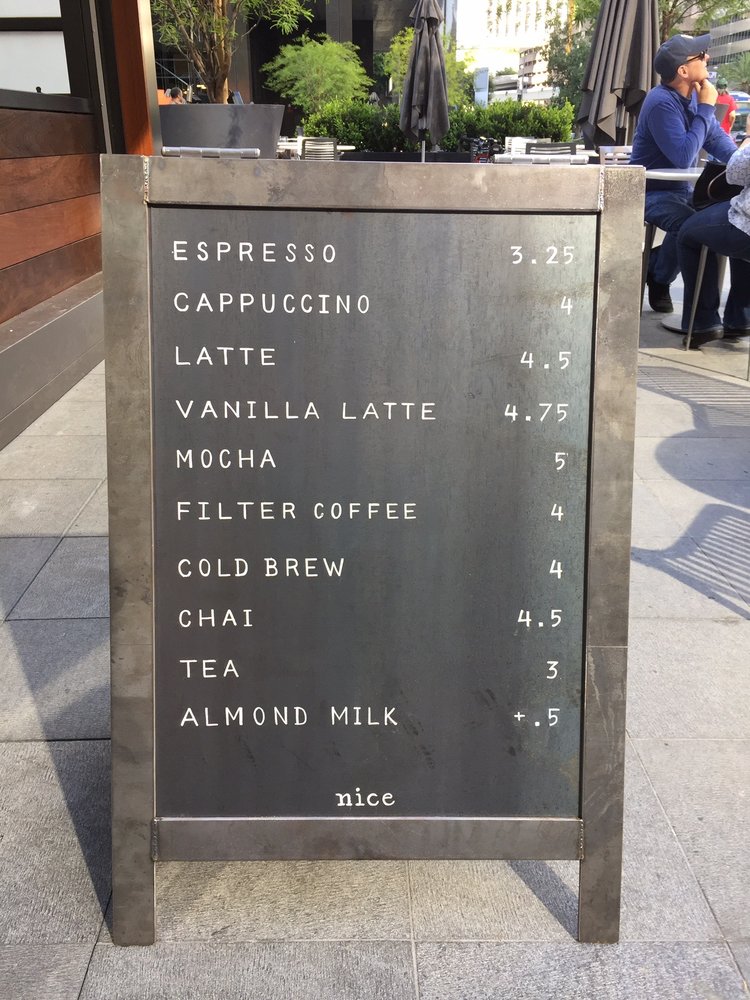 ESPRESSO 3.25
CAPPUCCINO 4
LATTE 4.5
VANILLA LATTE 4.75
MOCHA 5
FILTER COFFEE 4
COLD BREW 4
CHAI 4.5
TEA 3
ALMOND MILK +.5
nice